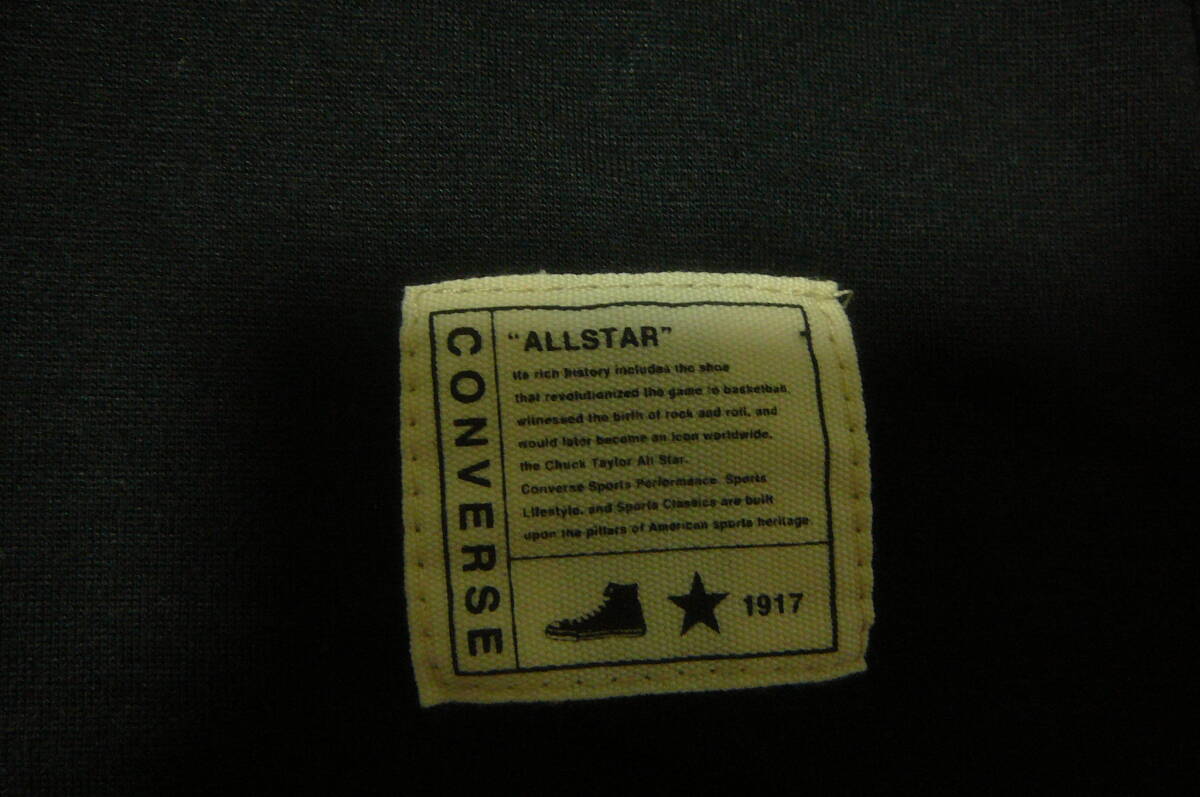 CONVERSE
“ALLSTAR”
its rich history includes the shoe
that revolutionized the game to basketball,
witnessed the birth of rock and roll, and
would later become an icon worldwide,
the Chuck Taylor All Star.
Converse Sports Performance, Sports
Lifestyle, and Sports Classics are built
upon the pillars of American sports heritage
1917